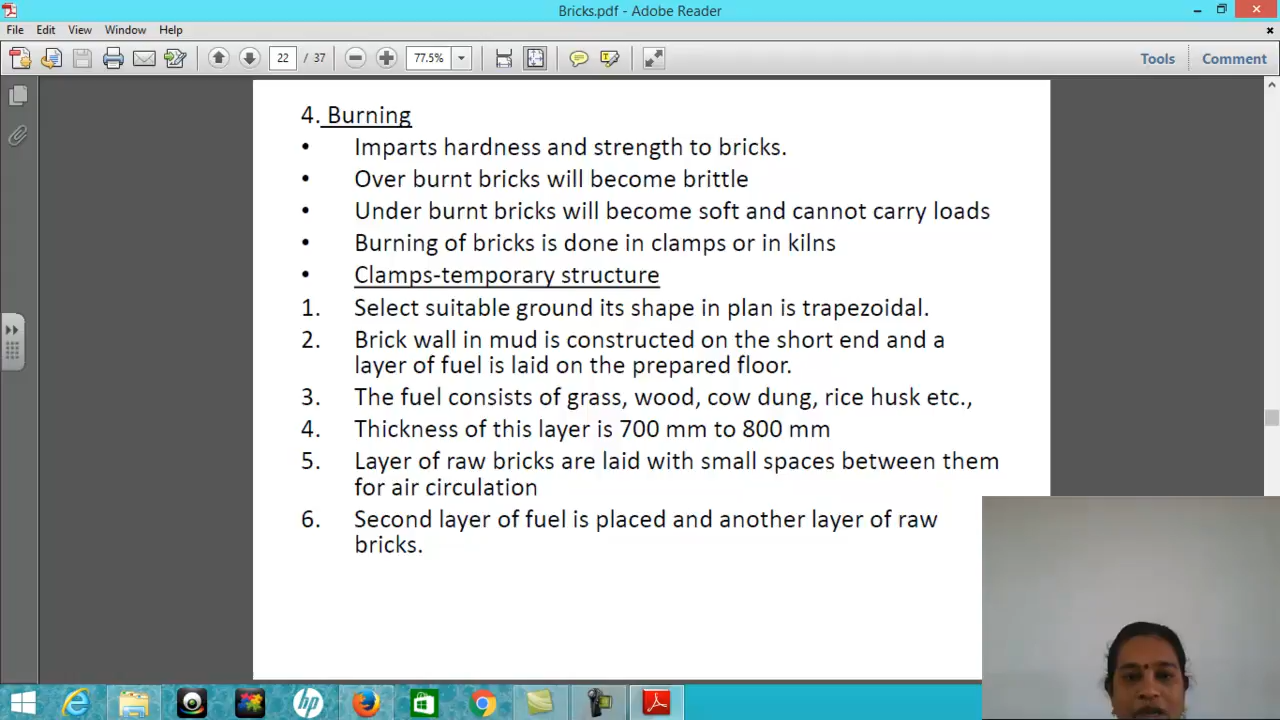 Bricks.pdf - Adobe Reader
File Edit View Window Help
22 / 37 77.5% Tools Comment
4. Burning
• Imparts hardness and strength to bricks.
• Over burnt bricks will become brittle
• Under burnt bricks will become soft and cannot carry loads
• Burning of bricks is done in clamps or in kilns
• Clamps-temporary structure
1. Select suitable ground its shape in plan is trapezoidal.
2. Brick wall in mud is constructed on the short end and a
layer of fuel is laid on the prepared floor.
3. The fuel consists of grass, wood, cow dung, rice husk etc.,
4. Thickness of this layer is 700 mm to 800 mm
5. Layer of raw bricks are laid with small spaces between them
for air circulation
6. Second layer of fuel is placed and another layer of raw
bricks.
hp